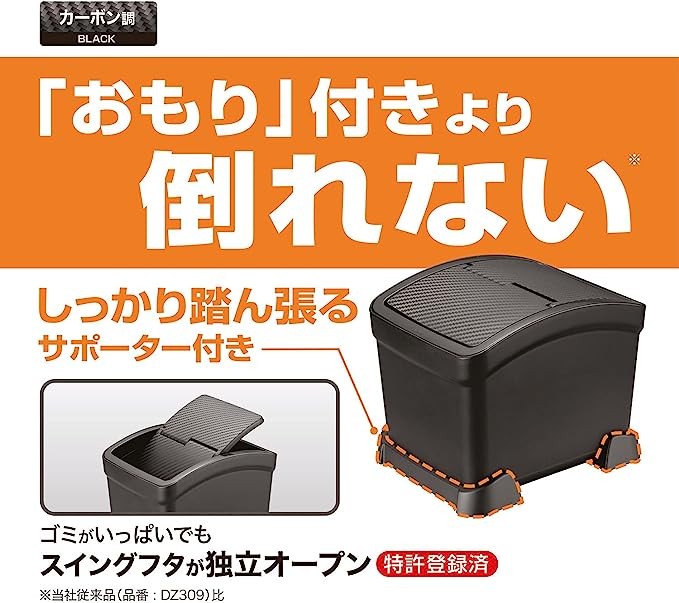 カーボン調
BLACK
「おもり」付きより
倒れない※
しっかり踏ん張る
サポーター付き
ゴミがいっぱいでも
スイングフタが独立オープン 特許登録済
※当社従来品(品番：DZ309)比